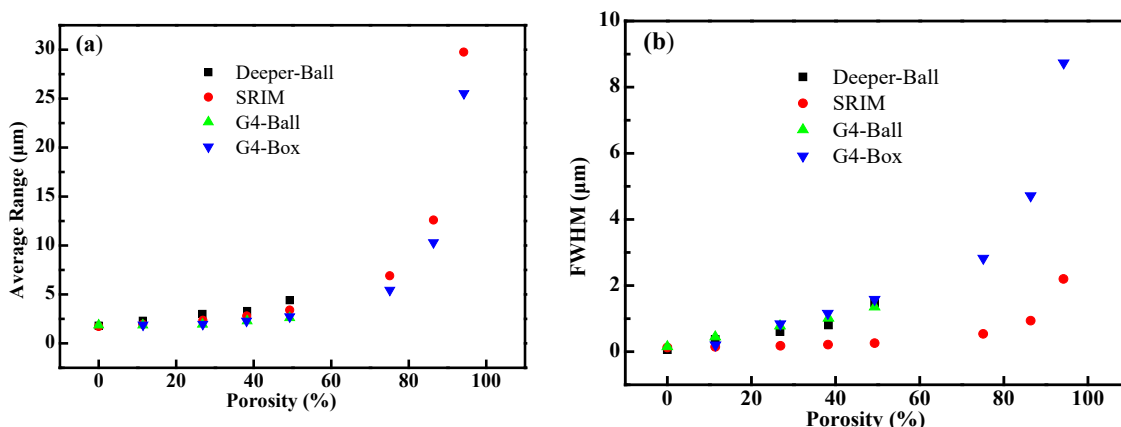 (a)
Deeper-Ball
SRIM
G4-Ball
G4-Box
Average Range (μm)
30
25
20
15
10
5
0
0 20 40 60 80 100
Porosity (%)
(b)
Deeper-Ball
SRIM
G4-Ball
G4-Box
FWHM (μm)
10
8
6
4
2
0
0 20 40 60 80 100
Porosity (%)